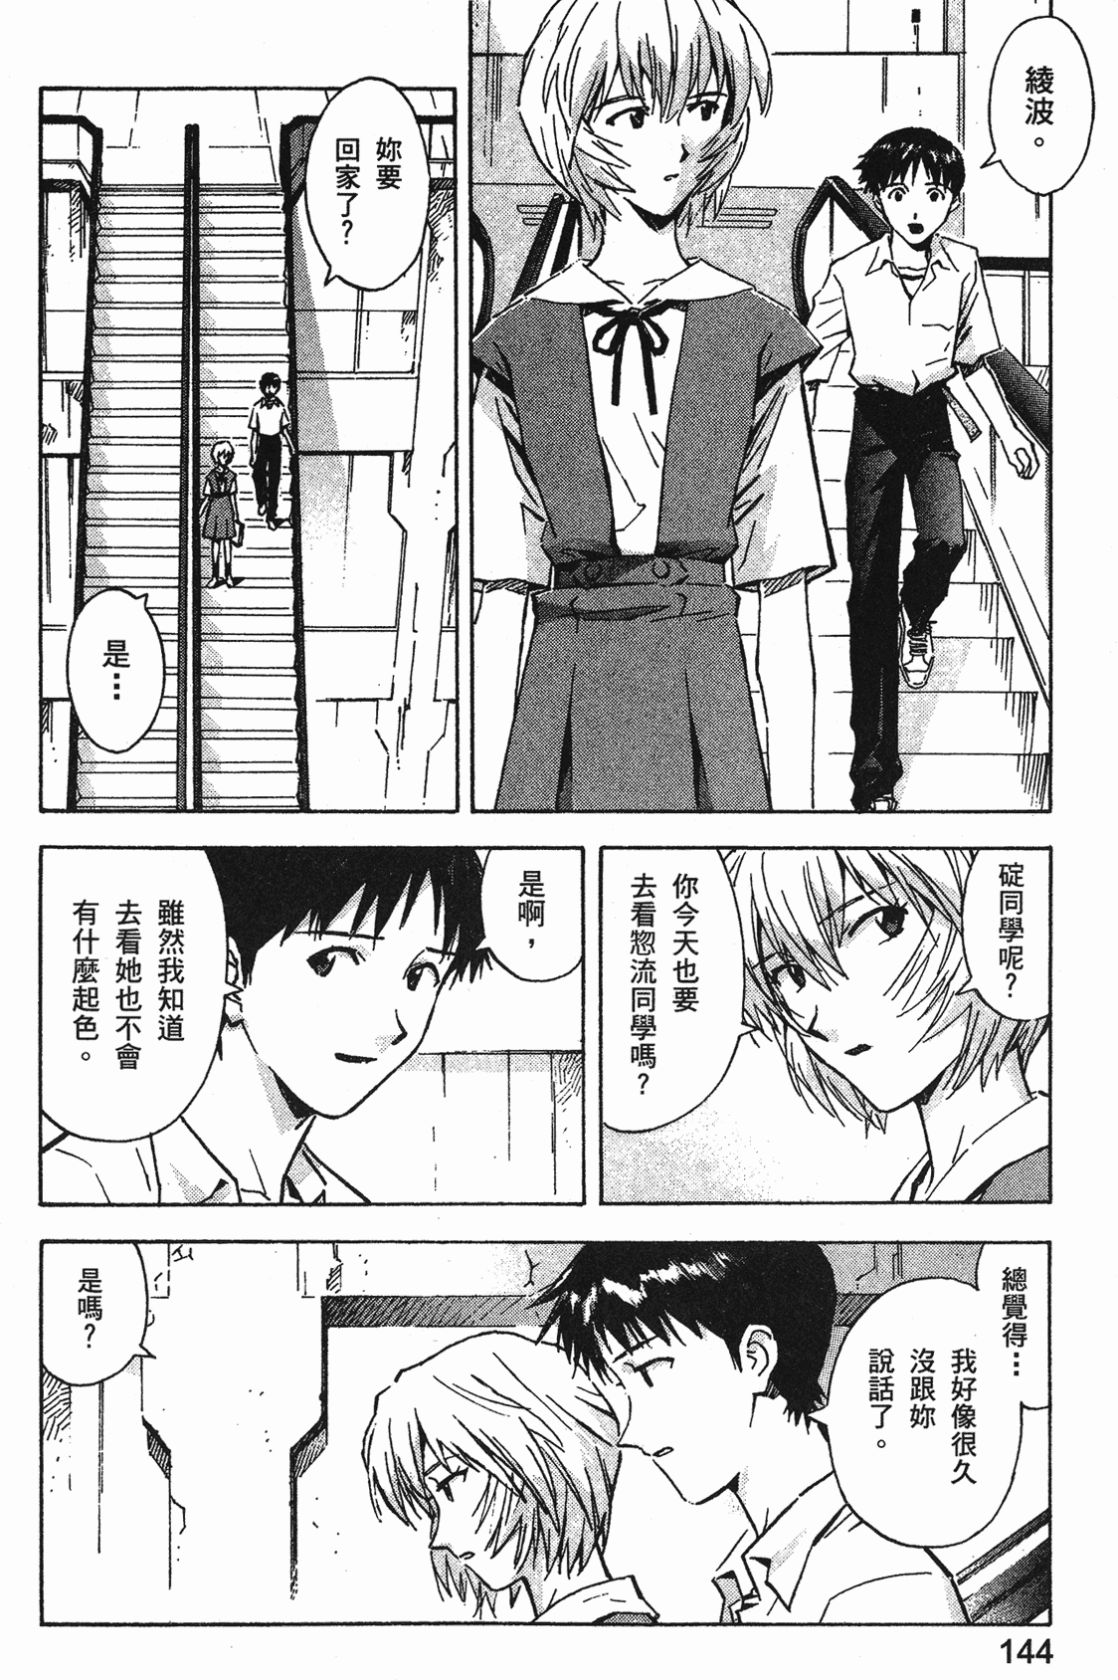 綾波。
妳要
回家了?
是…
碇同學呢?
你今天也要
去看惣流同學嗎?
是啊,
雖然我知道
去看她也不會
有什麼起色。
總覺得…
我好像很久
沒跟妳
說話了。
是嗎?
144